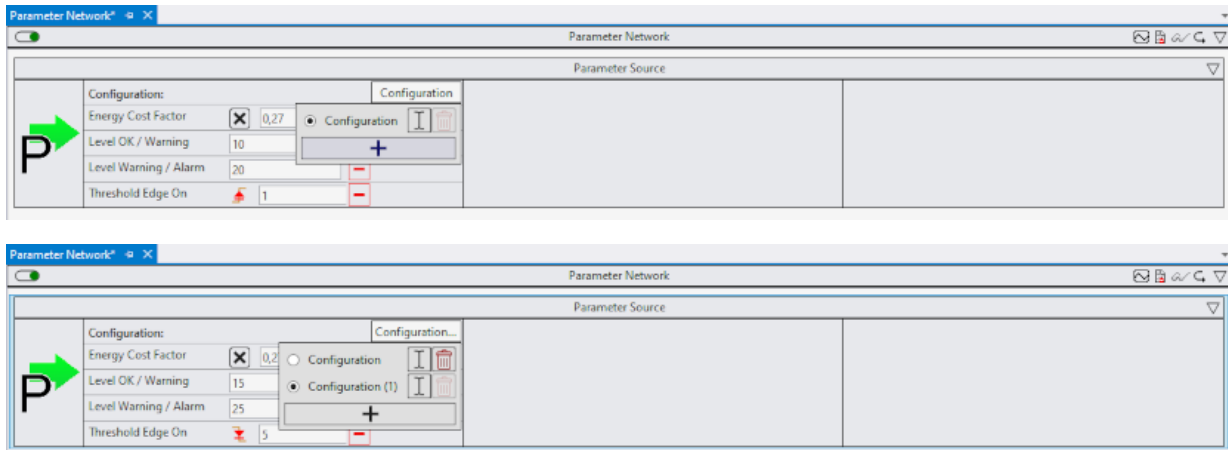 Parameter Network*
Parameter Network
Parameter Source
Configuration: Configuration
Energy Cost Factor 0,27 Configuration
Level OK / Warning 10
Level Warning / Alarm 20
Threshold Edge On 1
P
Parameter Network*
Parameter Network
Parameter Source
Configuration: Configuration...
Energy Cost Factor 0,2 Configuration
Level OK / Warning 15 Configuration (1)
Level Warning / Alarm 25
Threshold Edge On 5
P